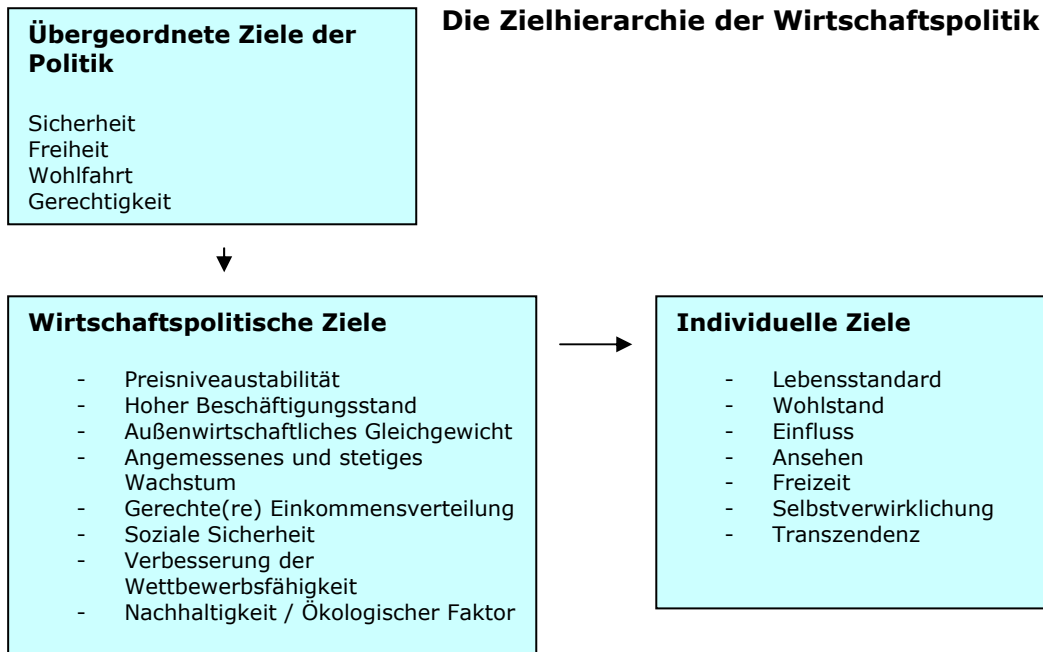 Die Zielhierarchie der Wirtschaftspolitik
Übergeordnete Ziele der
Politik
Sicherheit
Freiheit
Wohlfahrt
Gerechtigkeit
Wirtschaftspolitische Ziele
- Preisniveaustabilität
- Hoher Beschäftigungsstand
- Außenwirtschaftliches Gleichgewicht
- Angemessenes und stetiges
Wachstum
- Gerechte(re) Einkommensverteilung
- Soziale Sicherheit
- Verbesserung der
Wettbewerbsfähigkeit
- Nachhaltigkeit / Ökologischer Faktor
Individuelle Ziele
- Lebensstandard
- Wohlstand
- Einfluss
- Ansehen
- Freizeit
- Selbstverwirklichung
- Transzendenz